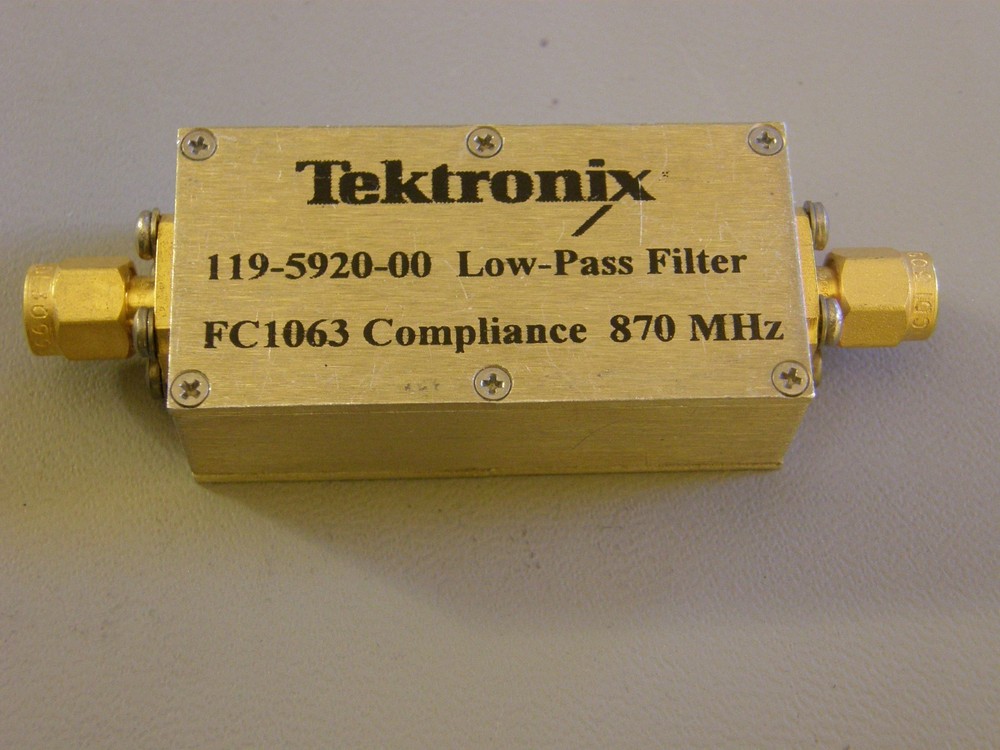 Tektronix
119-5920-00 Low-Pass Filter
FC1063 Compliance 870 MHz